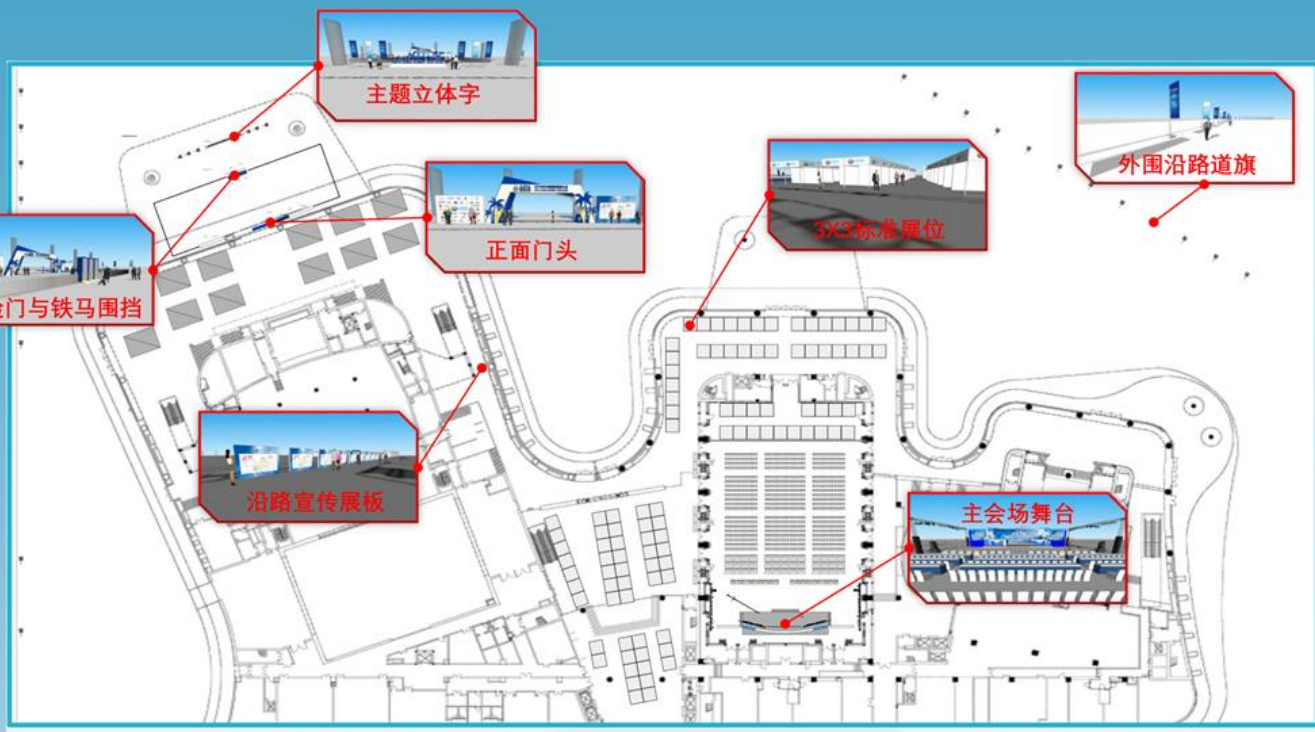 主题立体字
外围沿路道旗
3X3标准展位
正面门头
门与铁马围挡
沿路宣传展板
主会场舞台